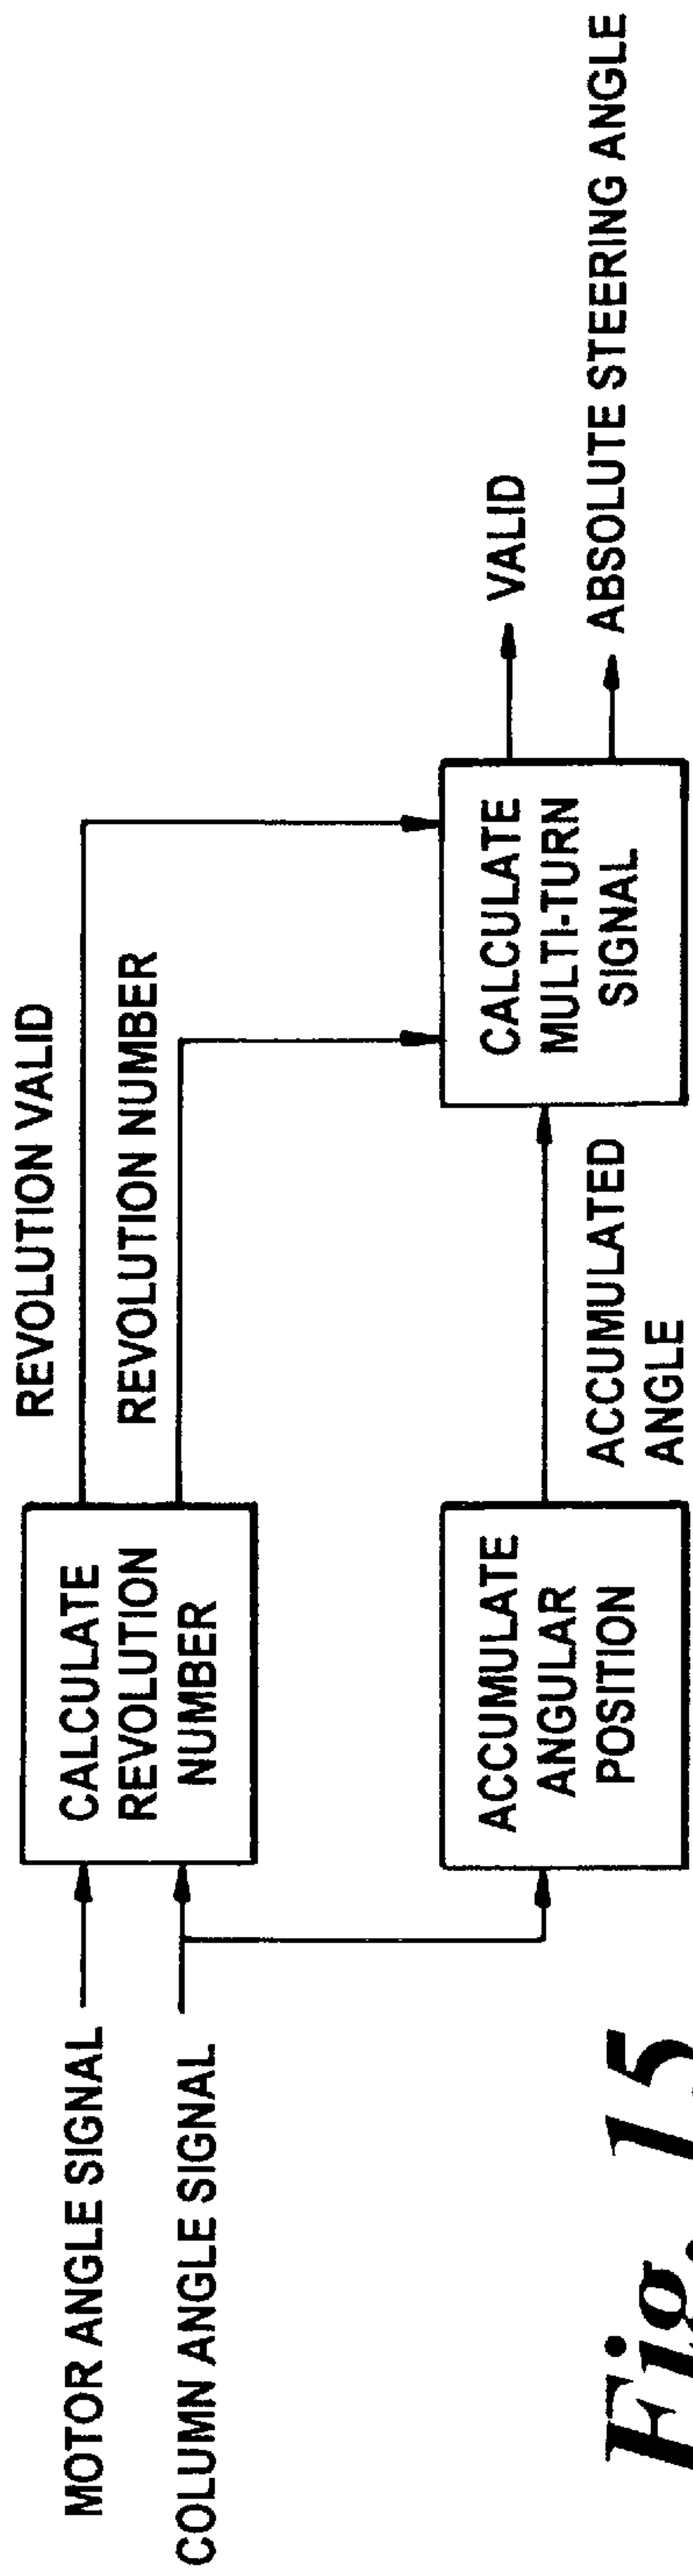 MOTOR ANGLE SIGNAL
COLUMN ANGLE SIGNAL
CALCULATE
REVOLUTION
NUMBER
REVOLUTION VALID
REVOLUTION NUMBER
ACCUMULATE
ANGULAR
POSITION
ACCUMULATED
ANGLE
CALCULATE
MULTI-TURN
SIGNAL
VALID
ABSOLUTE STEERING ANGLE
Fig. 15